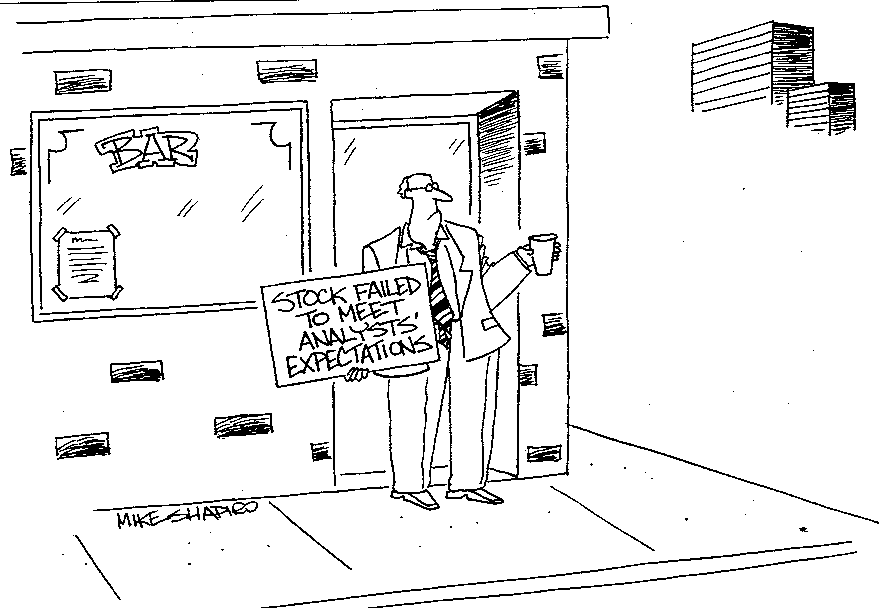 BAR
STOCK FAILED
TO MEET
ANALYSTS'
EXPECTATIONS
MIKE SHAPIRO